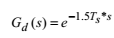 G_d(s) = e^{-1.5T_s*s}